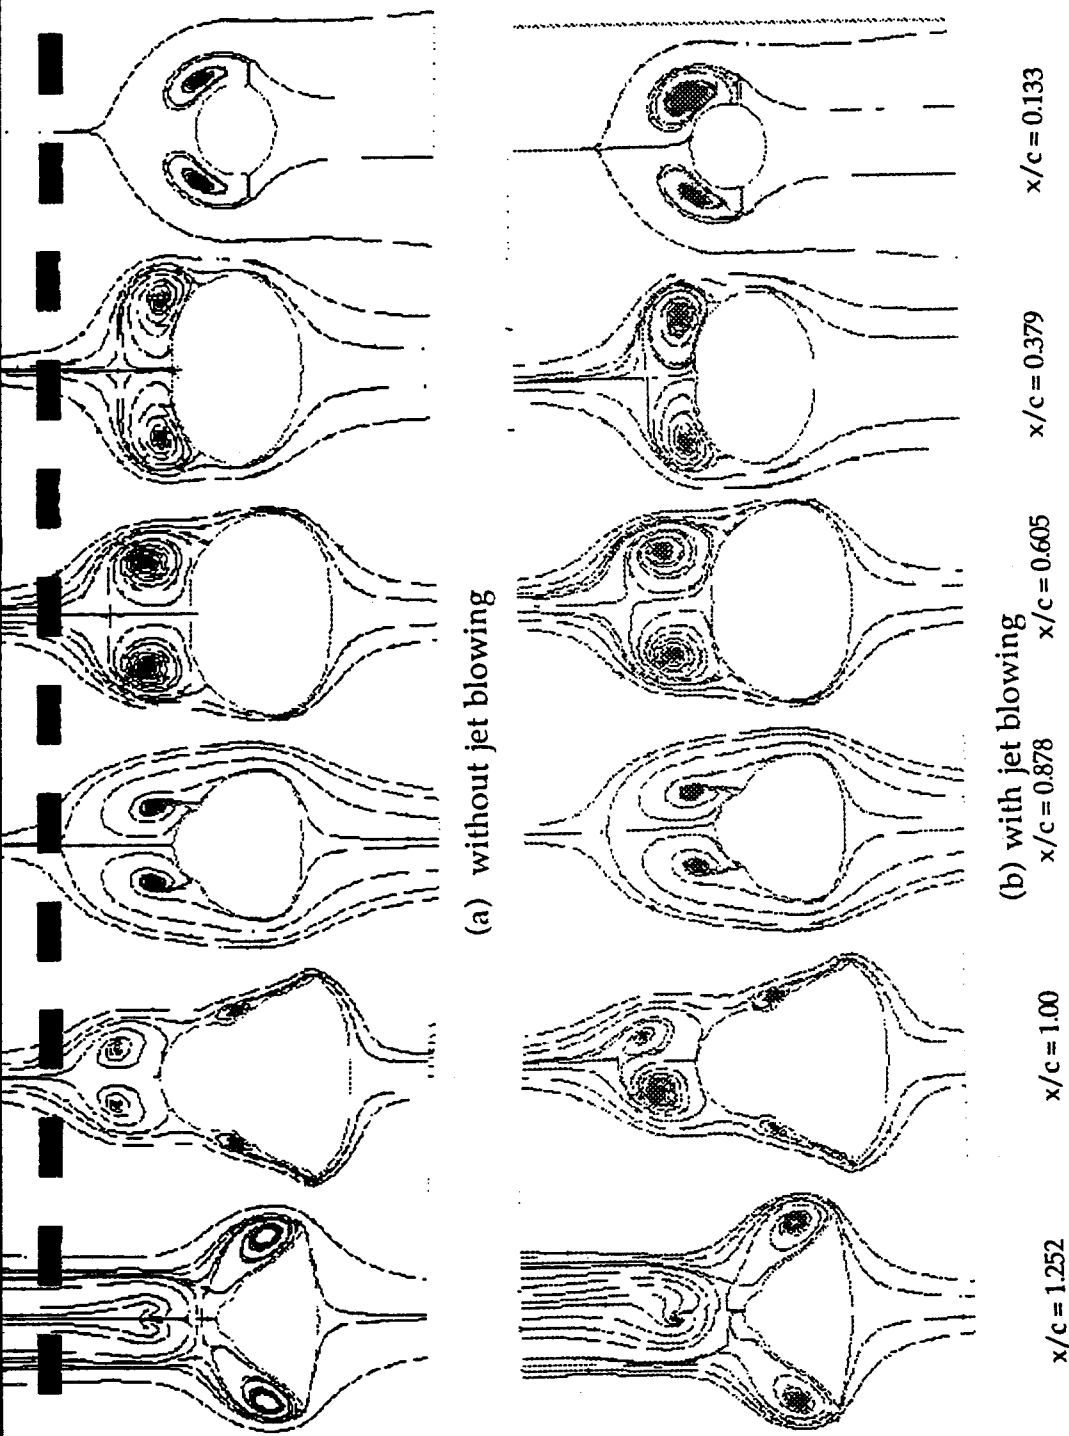 (a) without jet blowing
(b) with jet blowing
x/c = 0.133
x/c = 0.379
x/c = 0.605
x/c = 0.878
x/c = 1.00
x/c = 1.252